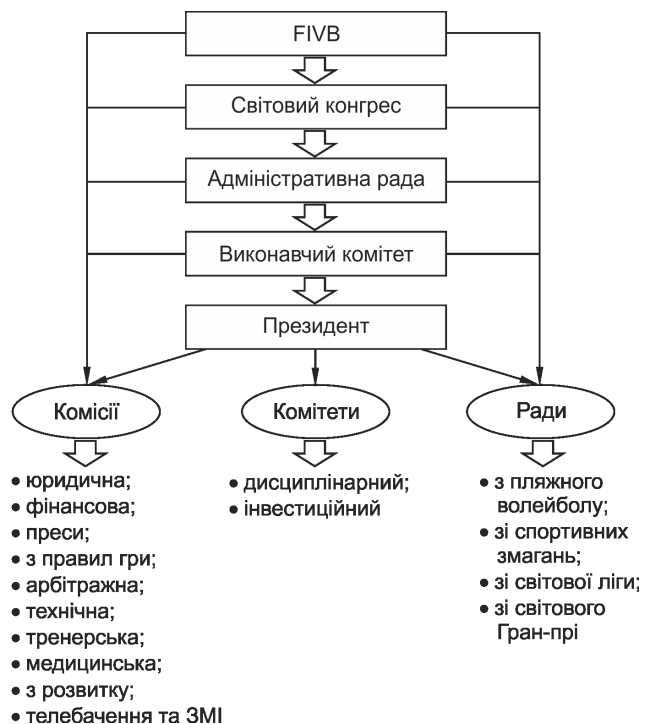 FIVB
Світовий конгрес
Адміністративна рада
Виконавчий комітет
Президент
Комісії
Комітети
Ради
• юридична;
• фінансова;
• преси;
• з правил гри;
• арбітражна;
• технічна;
• тренерська;
• медицинська;
• з розвитку;
• телебачення та ЗМІ
• дисциплінарний;
• інвестиційний
• з пляжного
волейболу;
• зі спортивних
змагань;
• зі світової ліги;
• зі світового
Гран-прі